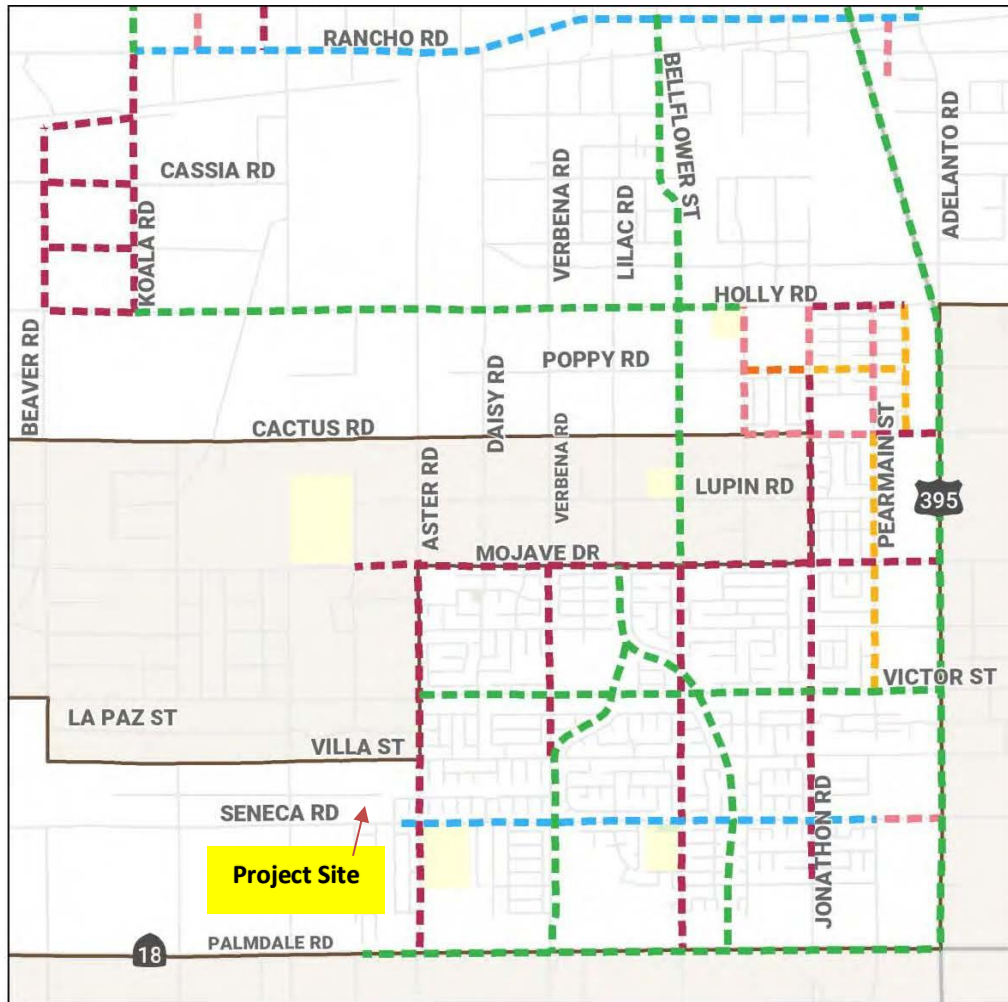 RANCHO RD
BELLFLOWER ST
ADELANTO RD
CASSIA RD
KOALA RD
VERBENA RD
LILAC RD
HOLLY RD
BEAVER RD
POPPY RD
DAISY RD
CACTUS RD
VERBENA RD
PEARMAIN ST
ASTER RD
LUPIN RD
395
MOJAVE DR
VICTOR ST
LA PAZ ST
VILLA ST
SENECA RD
JONATHON RD
Project Site
PALMDALE RD
18